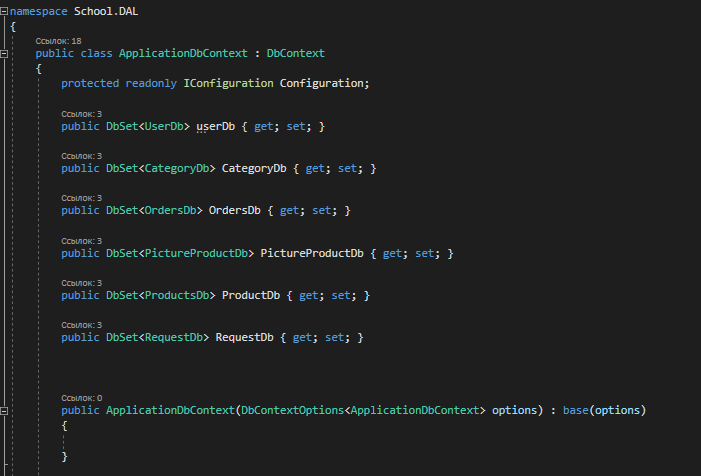 namespace School.DAL
{
Ссылок: 18
public class ApplicationDbContext : DbContext
{
protected readonly IConfiguration Configuration;
Ссылок: 3
public DbSet<UserDb> userDb { get; set; }
Ссылок: 3
public DbSet<CategoryDb> CategoryDb { get; set; }
Ссылок: 3
public DbSet<OrdersDb> OrdersDb { get; set; }
Ссылок: 3
public DbSet<PictureProductDb> PictureProductDb { get; set; }
Ссылок: 3
public DbSet<ProductsDb> ProductDb { get; set; }
Ссылок: 3
public DbSet<RequestDb> RequestDb { get; set; }
Ссылок: 0
public ApplicationDbContext(DbContextOptions<ApplicationDbContext> options) : base(options)
{
}